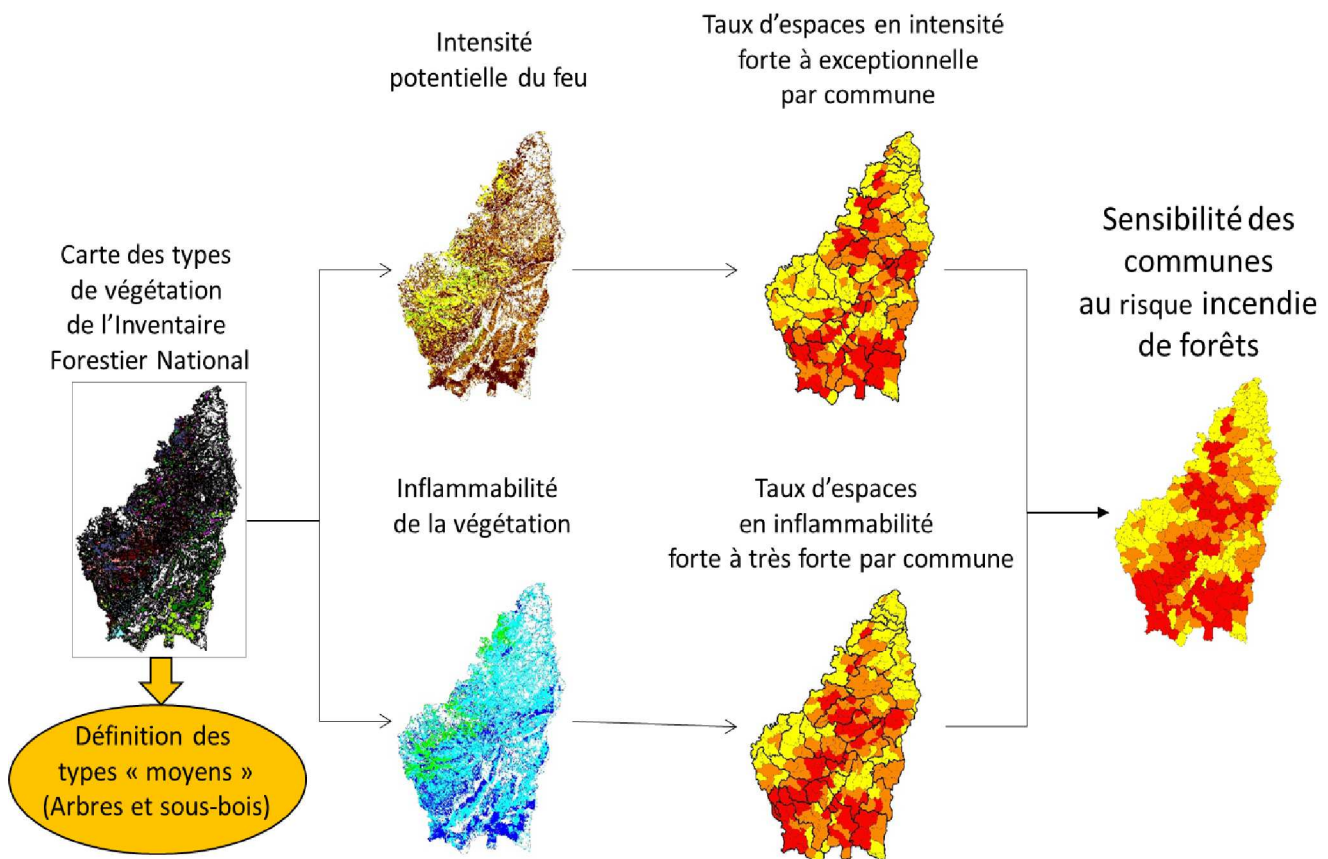 Intensité
potentielle du feu
Taux d'espaces en intensité
forte à exceptionnelle
par commune
Carte des types
de végétation
de l'Inventaire
Forestier National
Sensibilité des
communes
au risque incendie
de forêts
Inflammabilité
de la végétation
Taux d'espaces
en inflammabilité
forte à très forte par commune
Définition des
types « moyens »
(Arbres et sous-bois)